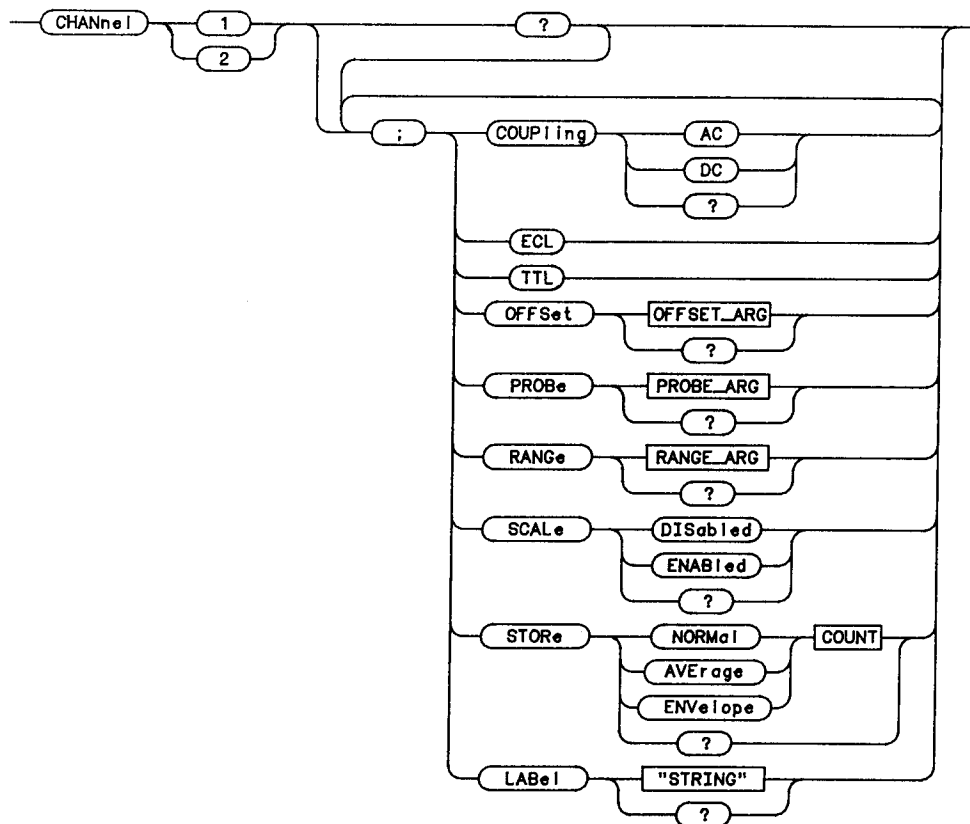 CHANnel 1 ?
2
; COUPling AC
DC
?
ECL
TTL
OFFSet OFFSET_ARG
?
PROBe PROBE_ARG
?
RANGe RANGE_ARG
?
SCALe DISabled
ENABled
?
STORe NORMal COUNT
AVErage
ENVelope
?
LABel "STRING"
?